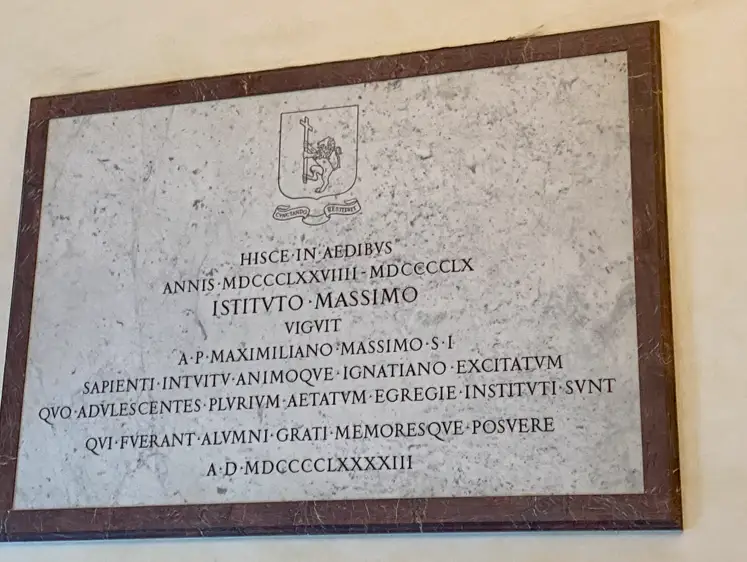 CVNCTANDO RESTITVIS
HISCE·IN·AEDIBVS
ANNIS·MDCCCLXXVIIII-MDCCCCLX
ISTITVTO·MASSIMO
VIGVIT
A·P·MAXIMILIANO·MASSIMO·S·I
SAPIENTI·INTVITV·ANIMOQVE·IGNATIANO·EXCITATVM
QVO·ADVLESCENTES·PLVRIVM·AETATVM·EGREGIE·INSTITVTI·SVNT
QVI·FVERANT·ALVMNI·GRATI·MEMORESQVE·POSVERE
A·D·MDCCCCLXXXXIII